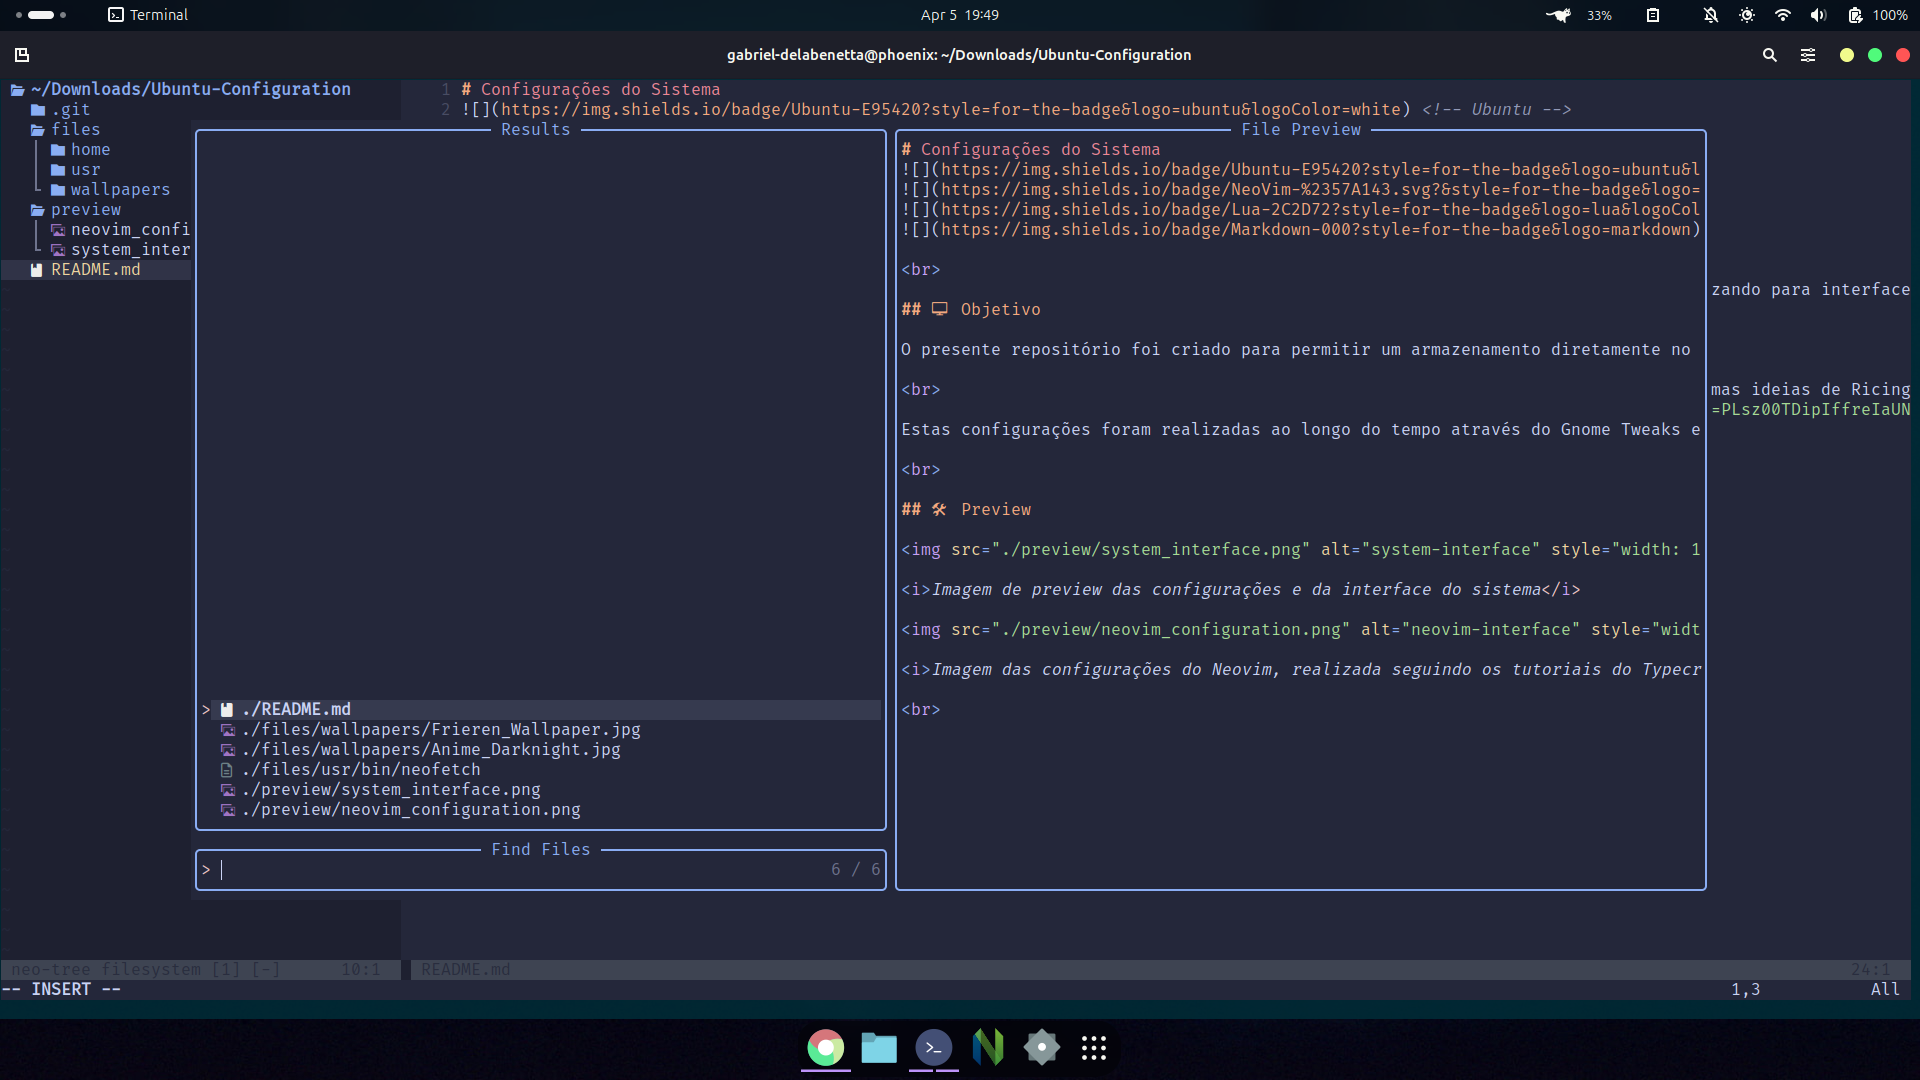 Terminal
Apr 5 19:49
33%
100%
gabriel-delabenetta@phoenix: ~/Downloads/Ubuntu-Configuration
~/Downloads/Ubuntu-Configuration
.git
files
home
usr
wallpapers
preview
neovim_confi
system_inter
README.md
1 # Configurações do Sistema
2 ![](https://img.shields.io/badge/Ubuntu-E95420?style=for-the-badge&logo=ubuntu&logoColor=white) <!-- Ubuntu -->
zando para interface
mas ideias de Ricing
=PLsz00TDipIffreIaUN
Results
> ./README.md
./files/wallpapers/Frieren_Wallpaper.jpg
./files/wallpapers/Anime_Darknight.jpg
./files/usr/bin/neofetch
./preview/system_interface.png
./preview/neovim_configuration.png
Find Files
> 6 / 6
File Preview
# Configurações do Sistema
![](https://img.shields.io/badge/Ubuntu-E95420?style=for-the-badge&logo=ubuntu&l
![](https://img.shields.io/badge/NeoVim-%2357A143.svg?&style=for-the-badge&logo=
![](https://img.shields.io/badge/Lua-2C2D72?style=for-the-badge&logo=lua&logoCol
![](https://img.shields.io/badge/Markdown-000?style=for-the-badge&logo=markdown)
<br>
## 🖵 Objetivo
O presente repositório foi criado para permitir um armazenamento diretamente no
<br>
Estas configurações foram realizadas ao longo do tempo através do Gnome Tweaks e
<br>
## 🛠 Preview
<img src="./preview/system_interface.png" alt="system-interface" style="width: 1
<i>Imagem de preview das configurações e da interface do sistema</i>
<img src="./preview/neovim_configuration.png" alt="neovim-interface" style="widt
<i>Imagem das configurações do Neovim, realizada seguindo os tutoriais do Typecr
<br>
neo-tree filesystem [1] [-] 10:1
README.md 24:1
-- INSERT -- 1,3 All